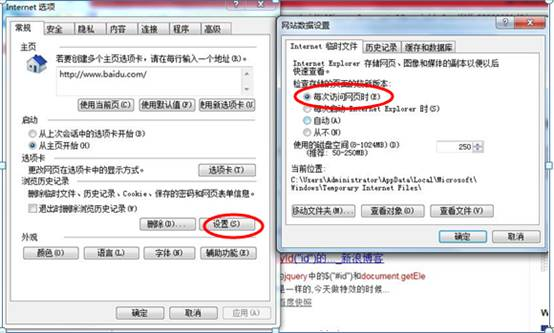 Internet 选项
常规 安全 隐私 内容 连接 程序 高级
主页
若要创建多个主页选项卡，请在每行输入一个地址(R)。
http://www.baidu.com/
使用当前页(C) 使用默认值(F) 使用新选项卡(U)
启动
从上次会话中的选项卡开始(B)
从主页开始(H)
选项卡
更改网页在选项卡中的显示方式。 选项卡(T)
浏览历史记录
删除临时文件、历史记录、Cookie、保存的密码和网页表单信息。
退出时删除浏览历史记录(W)
删除(D)... 设置(S)
外观
颜色(O) 语言(L) 字体(N) 辅助功能(E)
确定 取消 应用(A)
网站数据设置
Internet 临时文件 历史记录 缓存和数据库
Internet Explorer 存储网页、图像和媒体的副本以便以后
快速查看。
检查存储的页面的较新版本:
每次访问网页时(E)
每次启动 Internet Explorer 时(S)
自动(A)
从不(N)
使用的磁盘空间(8-1024MB)(D)
(推荐: 50-250MB) 250
当前位置:
C:\Users\Administrator\AppData\Local\Microsoft\
Windows\Temporary Internet Files\
移动文件夹(M)... 查看对象(O) 查看文件(V)
确定 取消
yId("id")的..._新浪博客
jquery中的$("#id")和document.getEle
是一样的,今天做特效的时候...
百度快照